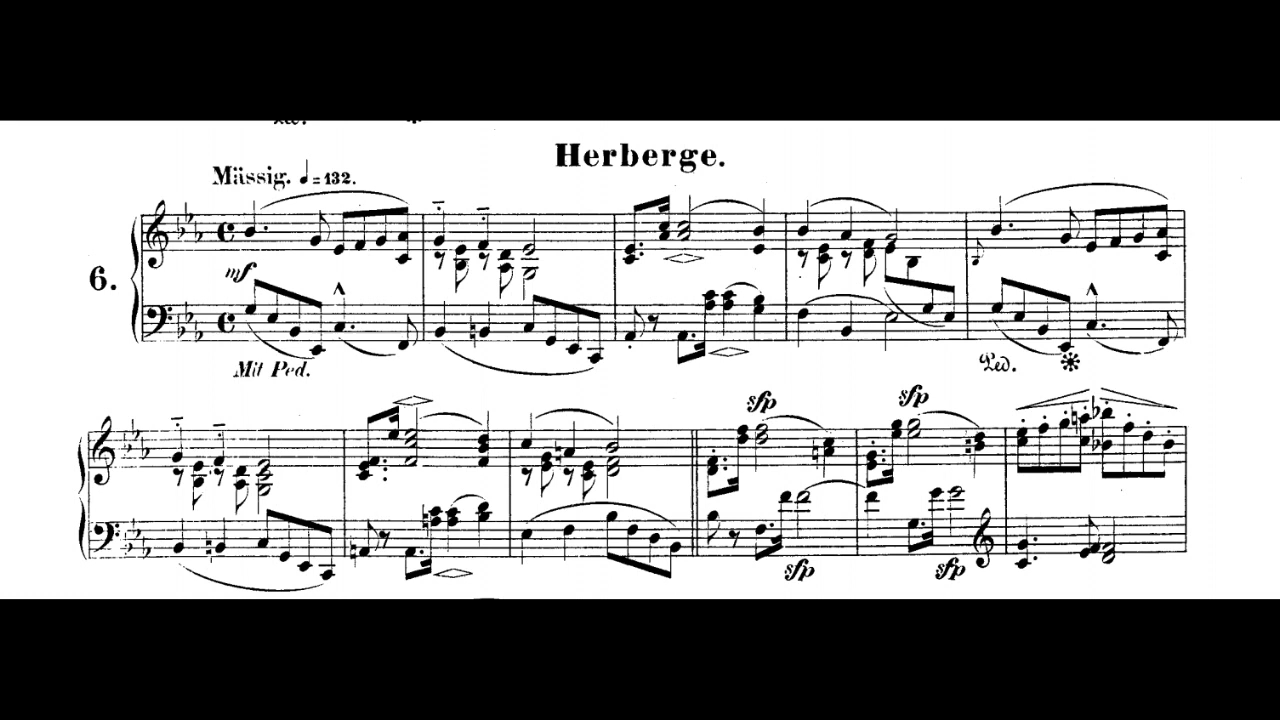 Herberge.
Mässig. ♩=132.
6.
mf
Mit Ped.
Ped.
sfp
sfp
sfp
sfp